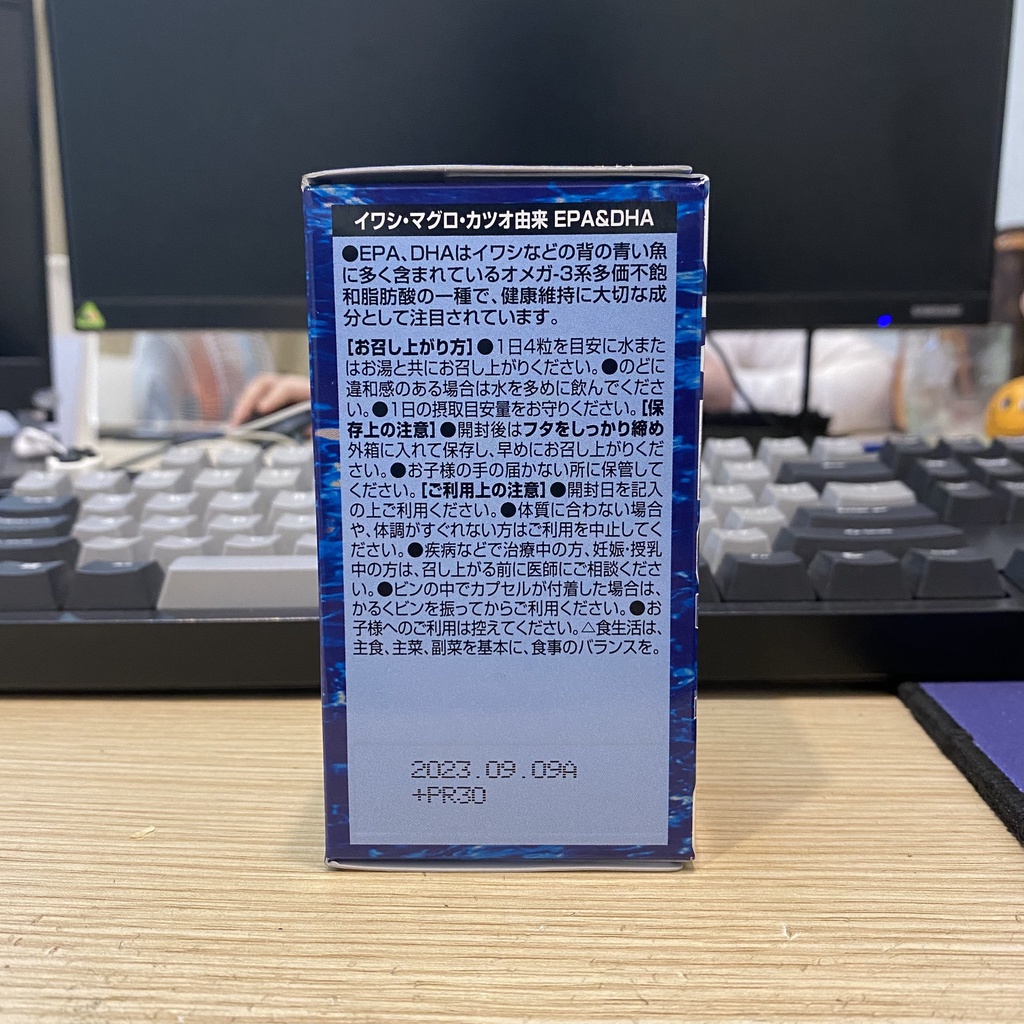 イワシ・マグロ・カツオ由来 EPA&DHA
●EPA、DHAはイワシなどの背の青い魚
に多く含まれているオメガ-3系多価不飽
和脂肪酸の一種で、健康維持に大切な成
分として注目されています。
[お召し上がり方]●1日4粒を目安に水また
はお湯と共にお召し上がりください。●のどに
違和感のある場合は水を多めに飲んでくださ
い。●1日の摂取目安量をお守りください。[保
存上の注意]●開封後はフタをしっかり締め
外箱に入れて保存し、早めにお召し上がりくだ
さい。●お子様の手の届かない所に保管して
ください。[ご利用上の注意]●開封日を記入
の上ご利用ください。●体質に合わない場合
や、体調がすぐれない方はご利用を中止してく
ださい。●疾病などで治療中の方、妊娠・授乳
中の方は、召し上がる前に医師にご相談くださ
い。●ビンの中でカプセルが付着した場合は、
かるくビンを振ってからご利用ください。●お
子様へのご利用は控えてください。△食生活は、
主食、主菜、副菜を基本に、食事のバランスを。
2023.09.09A
+PR30